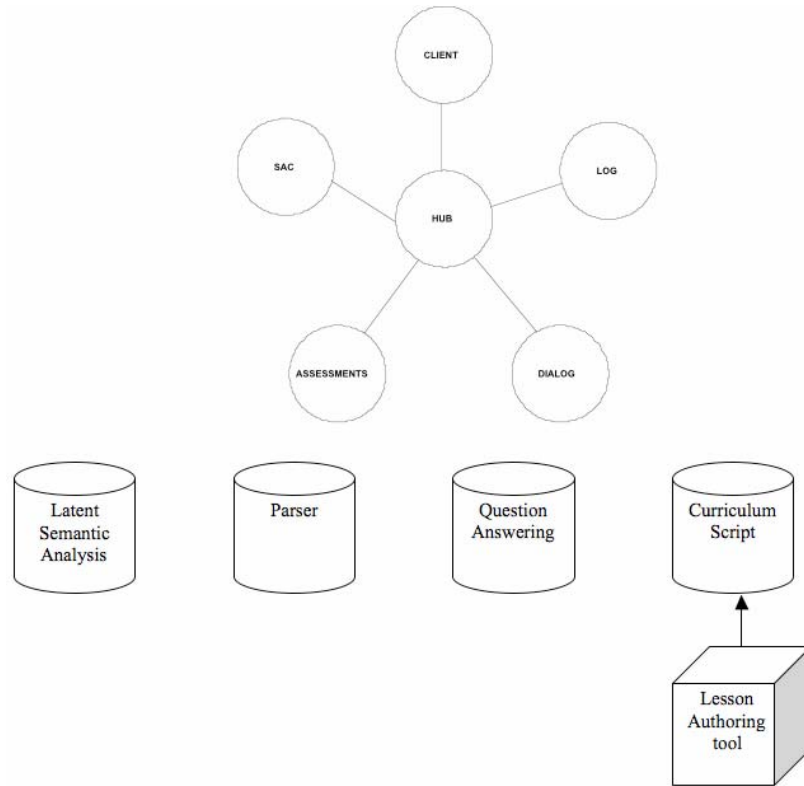 CLIENT
SAC
LOG
HUB
ASSESSMENTS
DIALOG
Latent
Semantic
Analysis
Parser
Question
Answering
Curriculum
Script
Lesson
Authoring
tool